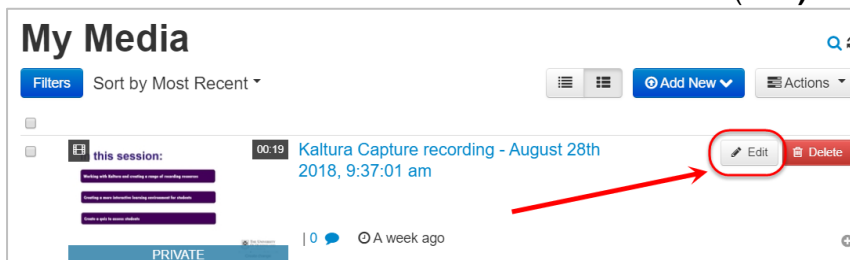 My Media
Filters Sort by Most Recent Add New Actions
this session: 00:19 Kaltura Capture recording - August 28th Edit Delete
2018, 9:37:01 am
Working with Kaltura and creating a range of recording resources
Creating a more interactive learning environment for students
Create a quiz to assess students
| 0 A week ago
PRIVATE